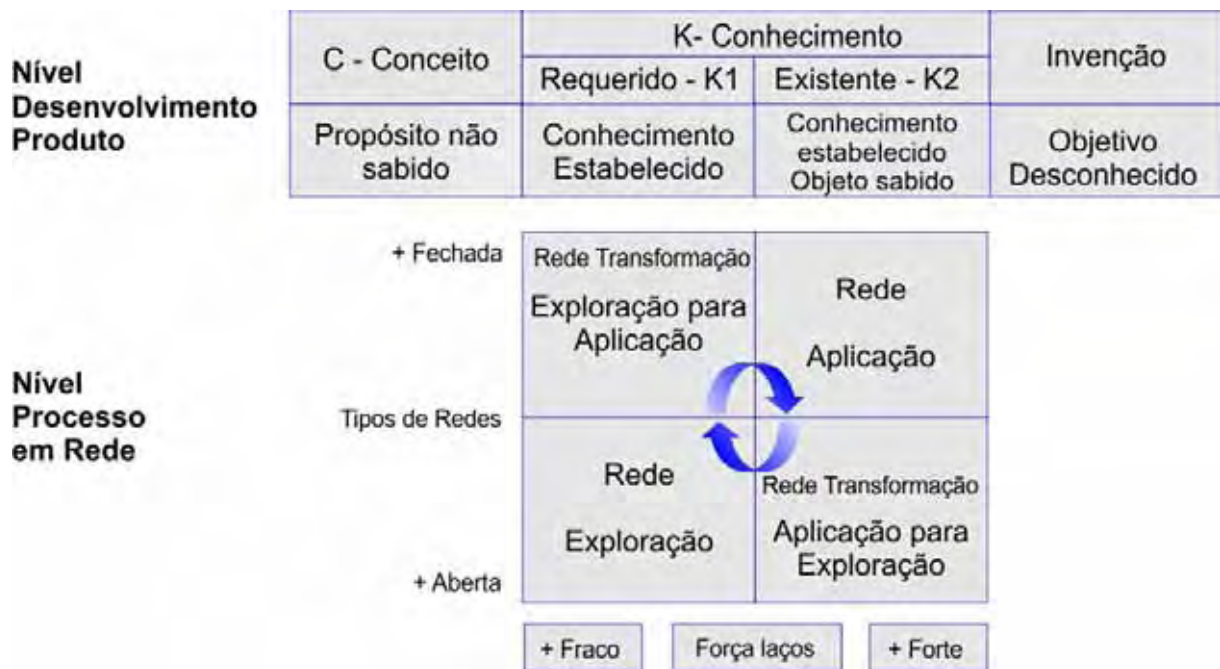 Nível
Desenvolvimento
Produto
C - Conceito
K- Conhecimento
Requerido - K1
Existente - K2
Invenção
Propósito não
sabido
Conhecimento
Estabelecido
Conhecimento
estabelecido
Objeto sabido
Objetivo
Desconhecido
Nível
Processo
em Rede
+ Fechada
Tipos de Redes
+ Aberta
Rede Transformação
Exploração para
Aplicação
Rede
Aplicação
Rede
Exploração
Rede Transformação
Aplicação para
Exploração
+ Fraco
Força laços
+ Forte